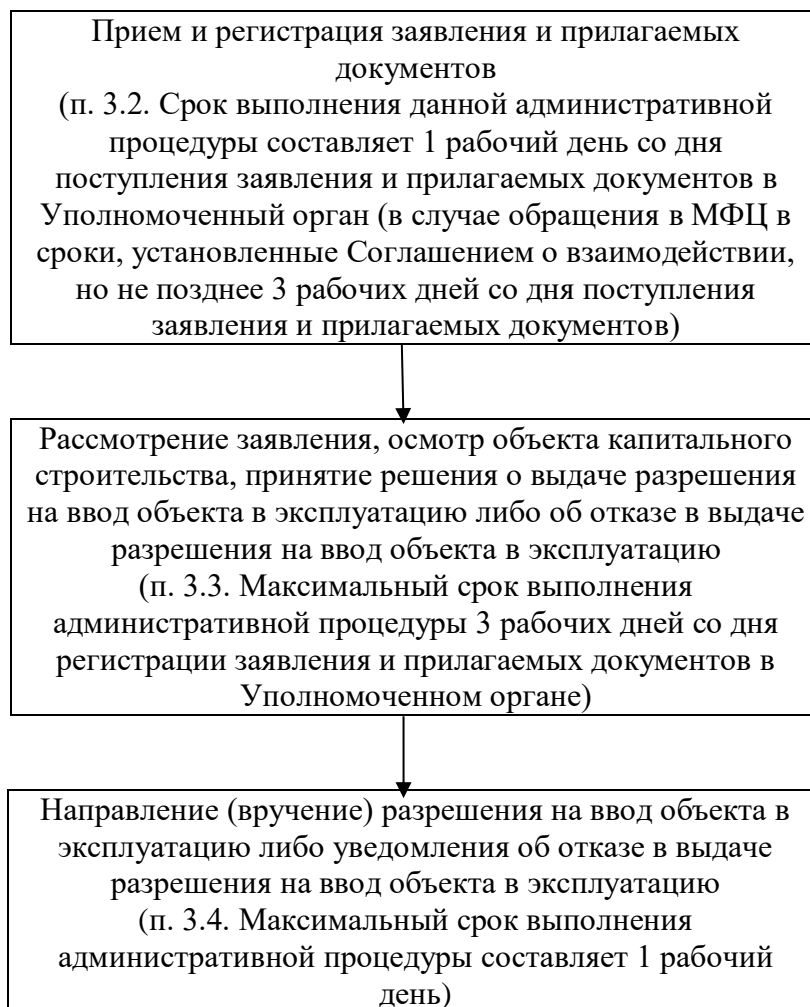 Прием и регистрация заявления и прилагаемых
документов
(п. 3.2. Срок выполнения данной административной
процедуры составляет 1 рабочий день со дня
поступления заявления и прилагаемых документов в
Уполномоченный орган (в случае обращения в МФЦ в
сроки, установленные Соглашением о взаимодействии,
но не позднее 3 рабочих дней со дня поступления
заявления и прилагаемых документов)
Рассмотрение заявления, осмотр объекта капитального
строительства, принятие решения о выдаче разрешения
на ввод объекта в эксплуатацию либо об отказе в выдаче
разрешения на ввод объекта в эксплуатацию
(п. 3.3. Максимальный срок выполнения
административной процедуры 3 рабочих дней со дня
регистрации заявления и прилагаемых документов в
Уполномоченном органе)
Направление (вручение) разрешения на ввод объекта в
эксплуатацию либо уведомления об отказе в выдаче
разрешения на ввод объекта в эксплуатацию
(п. 3.4. Максимальный срок выполнения
административной процедуры составляет 1 рабочий
день)